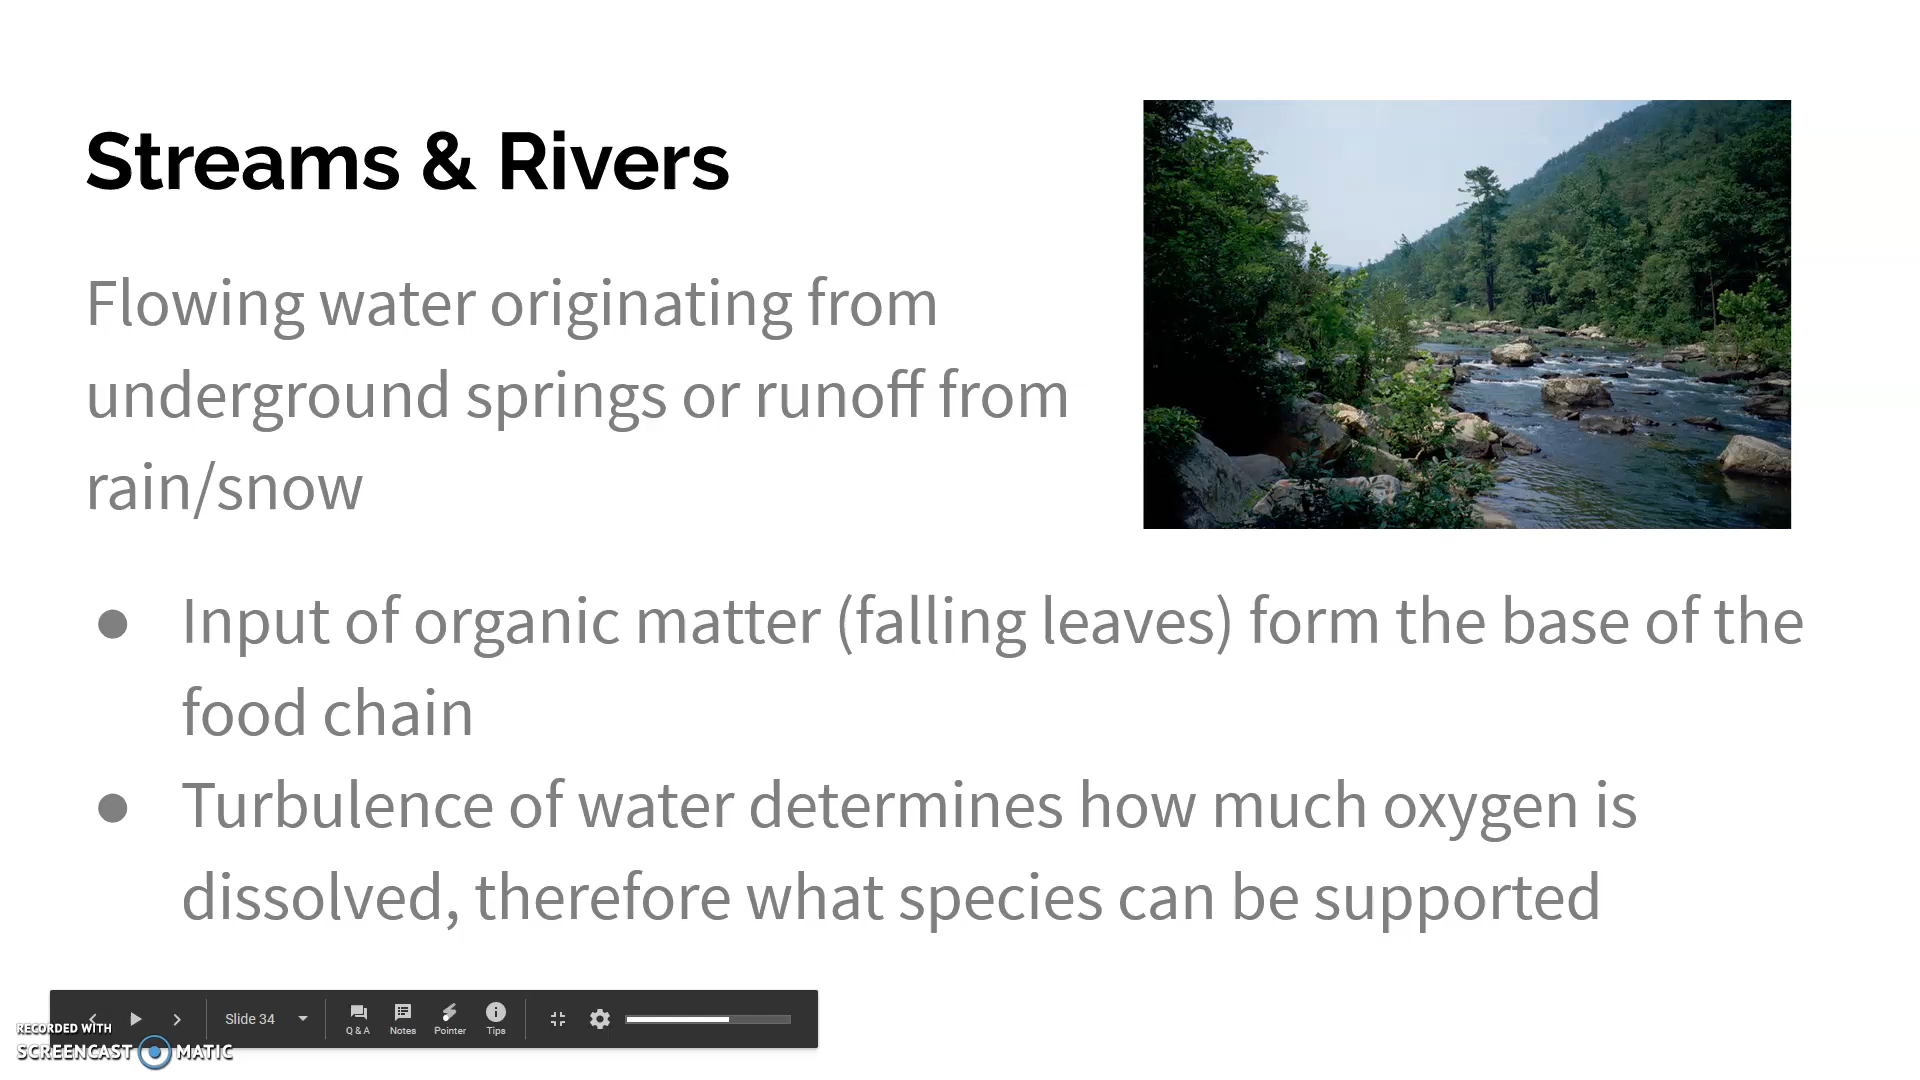 Streams & Rivers
Flowing water originating from
underground springs or runoff from
rain/snow
● Input of organic matter (falling leaves) form the base of the
food chain
● Turbulence of water determines how much oxygen is
dissolved, therefore what species can be supported
Slide 34
Q & A
Notes
Pointer
Tips
RECORDED WITH
SCREENCAST MATIC